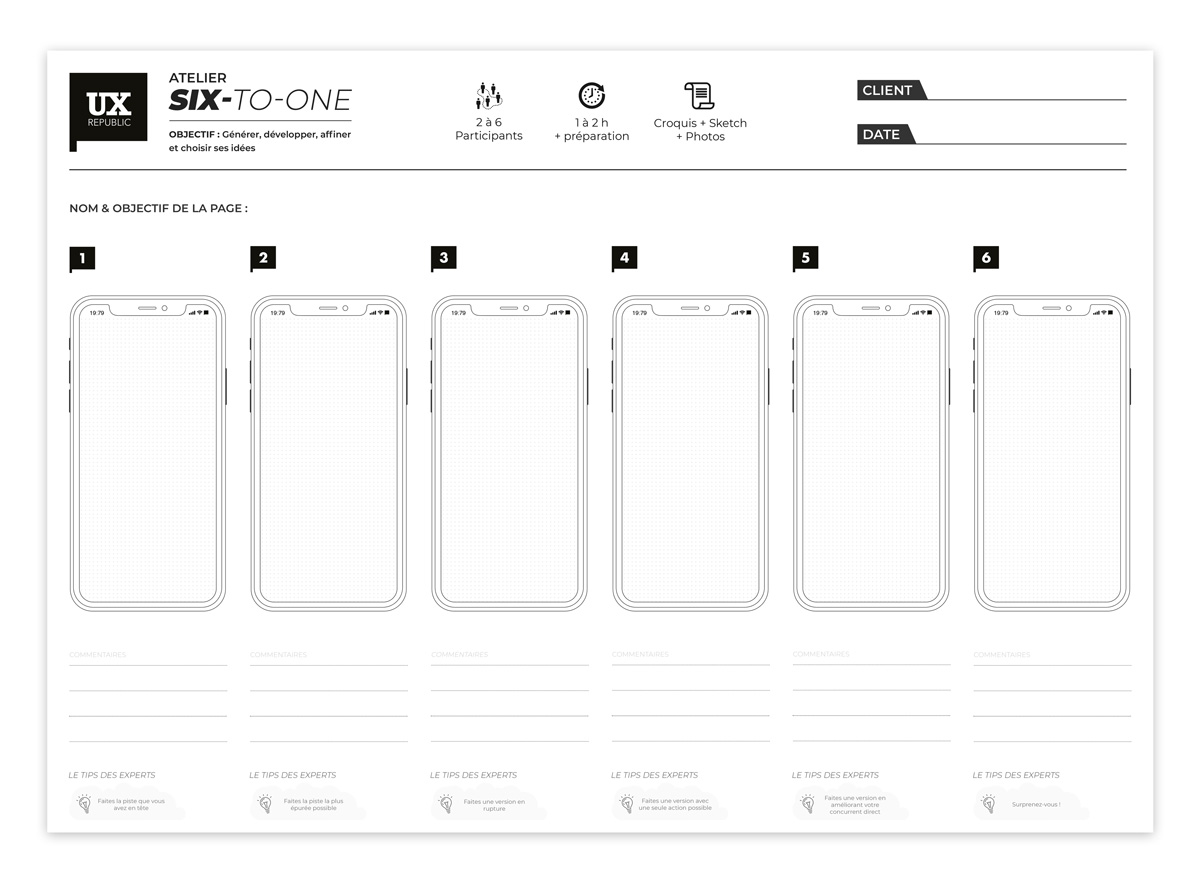 UX
REPUBLIC
ATELIER
SIX-TO-ONE
OBJECTIF : Générer, développer, affiner
et choisir ses idées
2 à 6
Participants
1 à 2 h
+ préparation
Croquis + Sketch
+ Photos
CLIENT
DATE
NOM & OBJECTIF DE LA PAGE :
1
2
3
4
5
6
19:79
19:79
19:79
19:79
19:79
19:79
COMMENTAIRES
COMMENTAIRES
COMMENTAIRES
COMMENTAIRES
COMMENTAIRES
COMMENTAIRES
LE TIPS DES EXPERTS
Faites la piste que vous
avez en tête
LE TIPS DES EXPERTS
Faites la piste la plus
épurée possible
LE TIPS DES EXPERTS
Faites une version en
rupture
LE TIPS DES EXPERTS
Faites une version avec
une seule action possible
LE TIPS DES EXPERTS
Faites une version en
améliorant votre
concurrent direct
LE TIPS DES EXPERTS
Surprenez-vous !